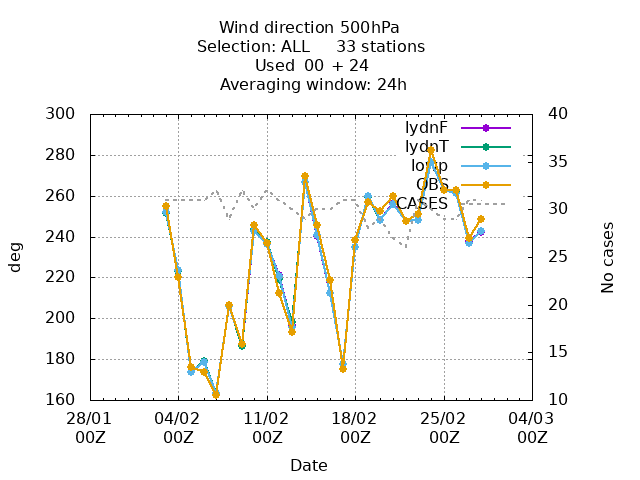 Wind direction 500hPa
Selection: ALL 33 stations
Used 00 + 24
Averaging window: 24h
300
280
260
240
220
200
180
160
deg
40
35
30
25
20
15
10
No cases
lydnF
lydnT
OBS
CASES
28/01 04/02 11/02 18/02 25/02 04/03
00Z 00Z 00Z 00Z 00Z 00Z
Date